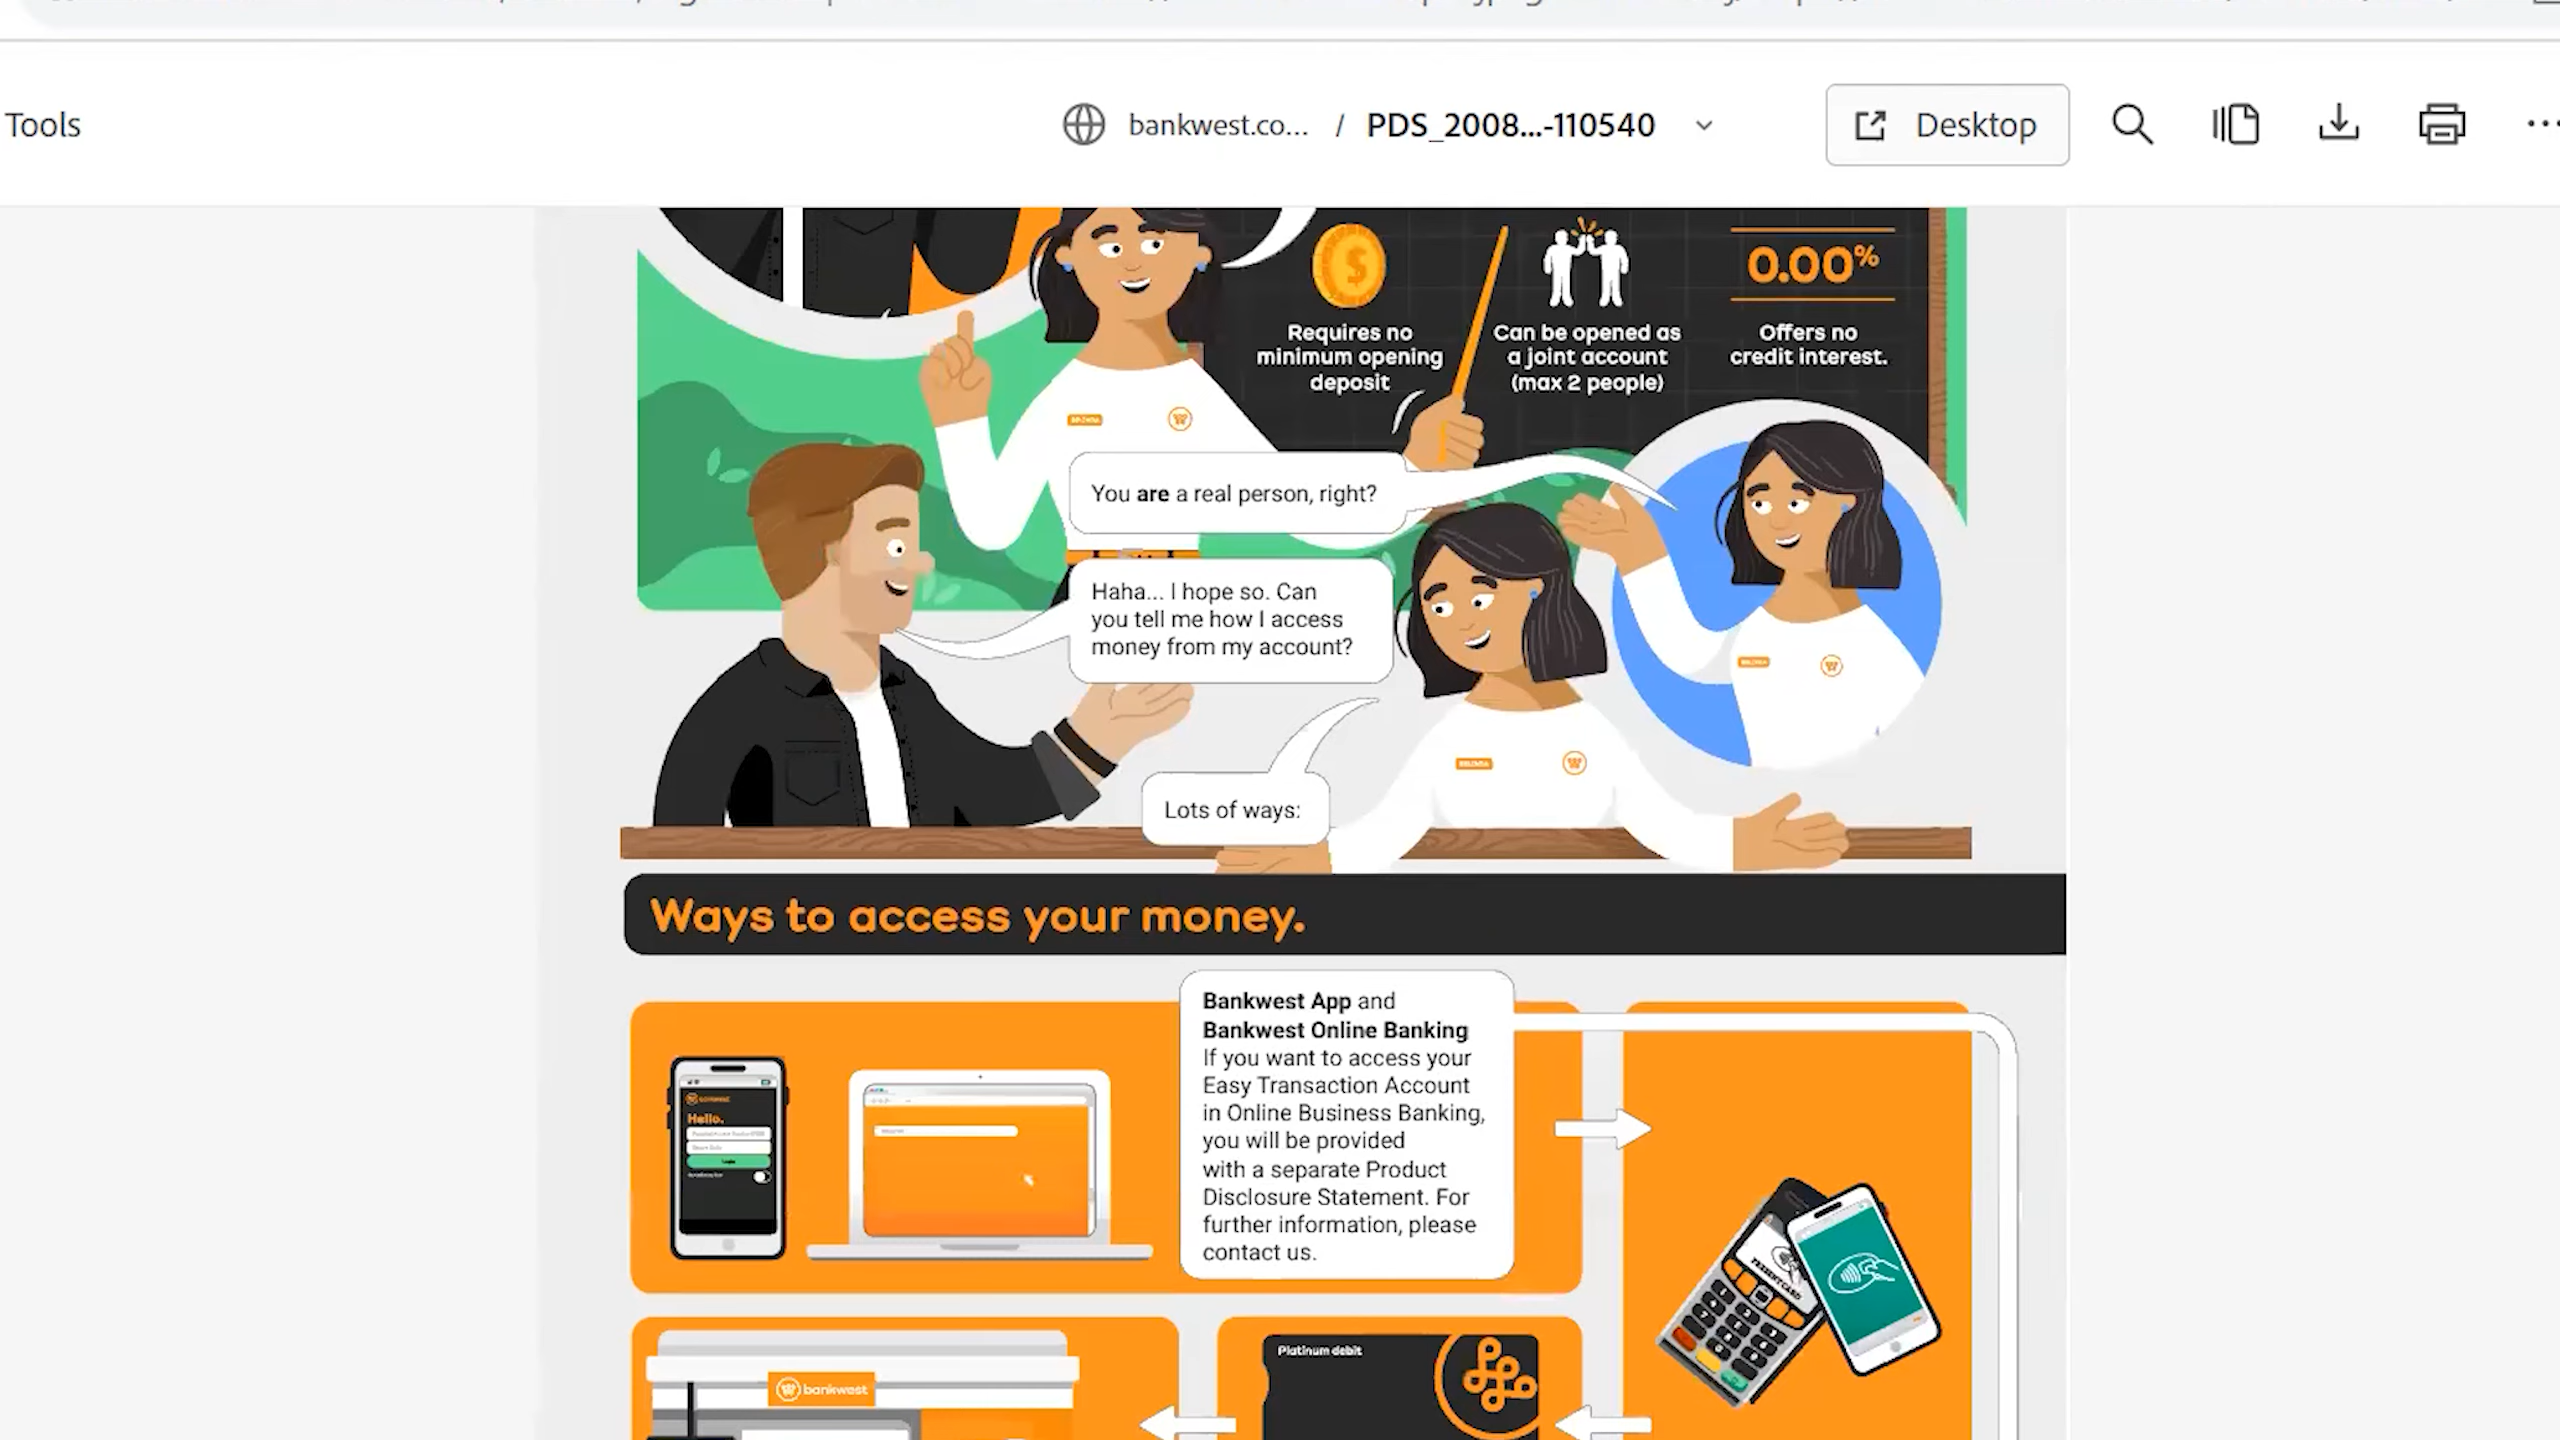 Tools
bankwest.co... / PDS_2008...-110540
Desktop
0.00%
Requires no
minimum opening
deposit
Can be opened as
a joint account
(max 2 people)
Offers no
credit interest.
You are a real person, right?
Haha... I hope so. Can
you tell me how I access
money from my account?
Lots of ways:
Ways to access your money.
Bankwest App and
Bankwest Online Banking
If you want to access your
Easy Transaction Account
in Online Business Banking,
you will be provided
with a separate Product
Disclosure Statement. For
further information, please
contact us.
Hello.
PRESENT CARD
bankwest
Platinum debit